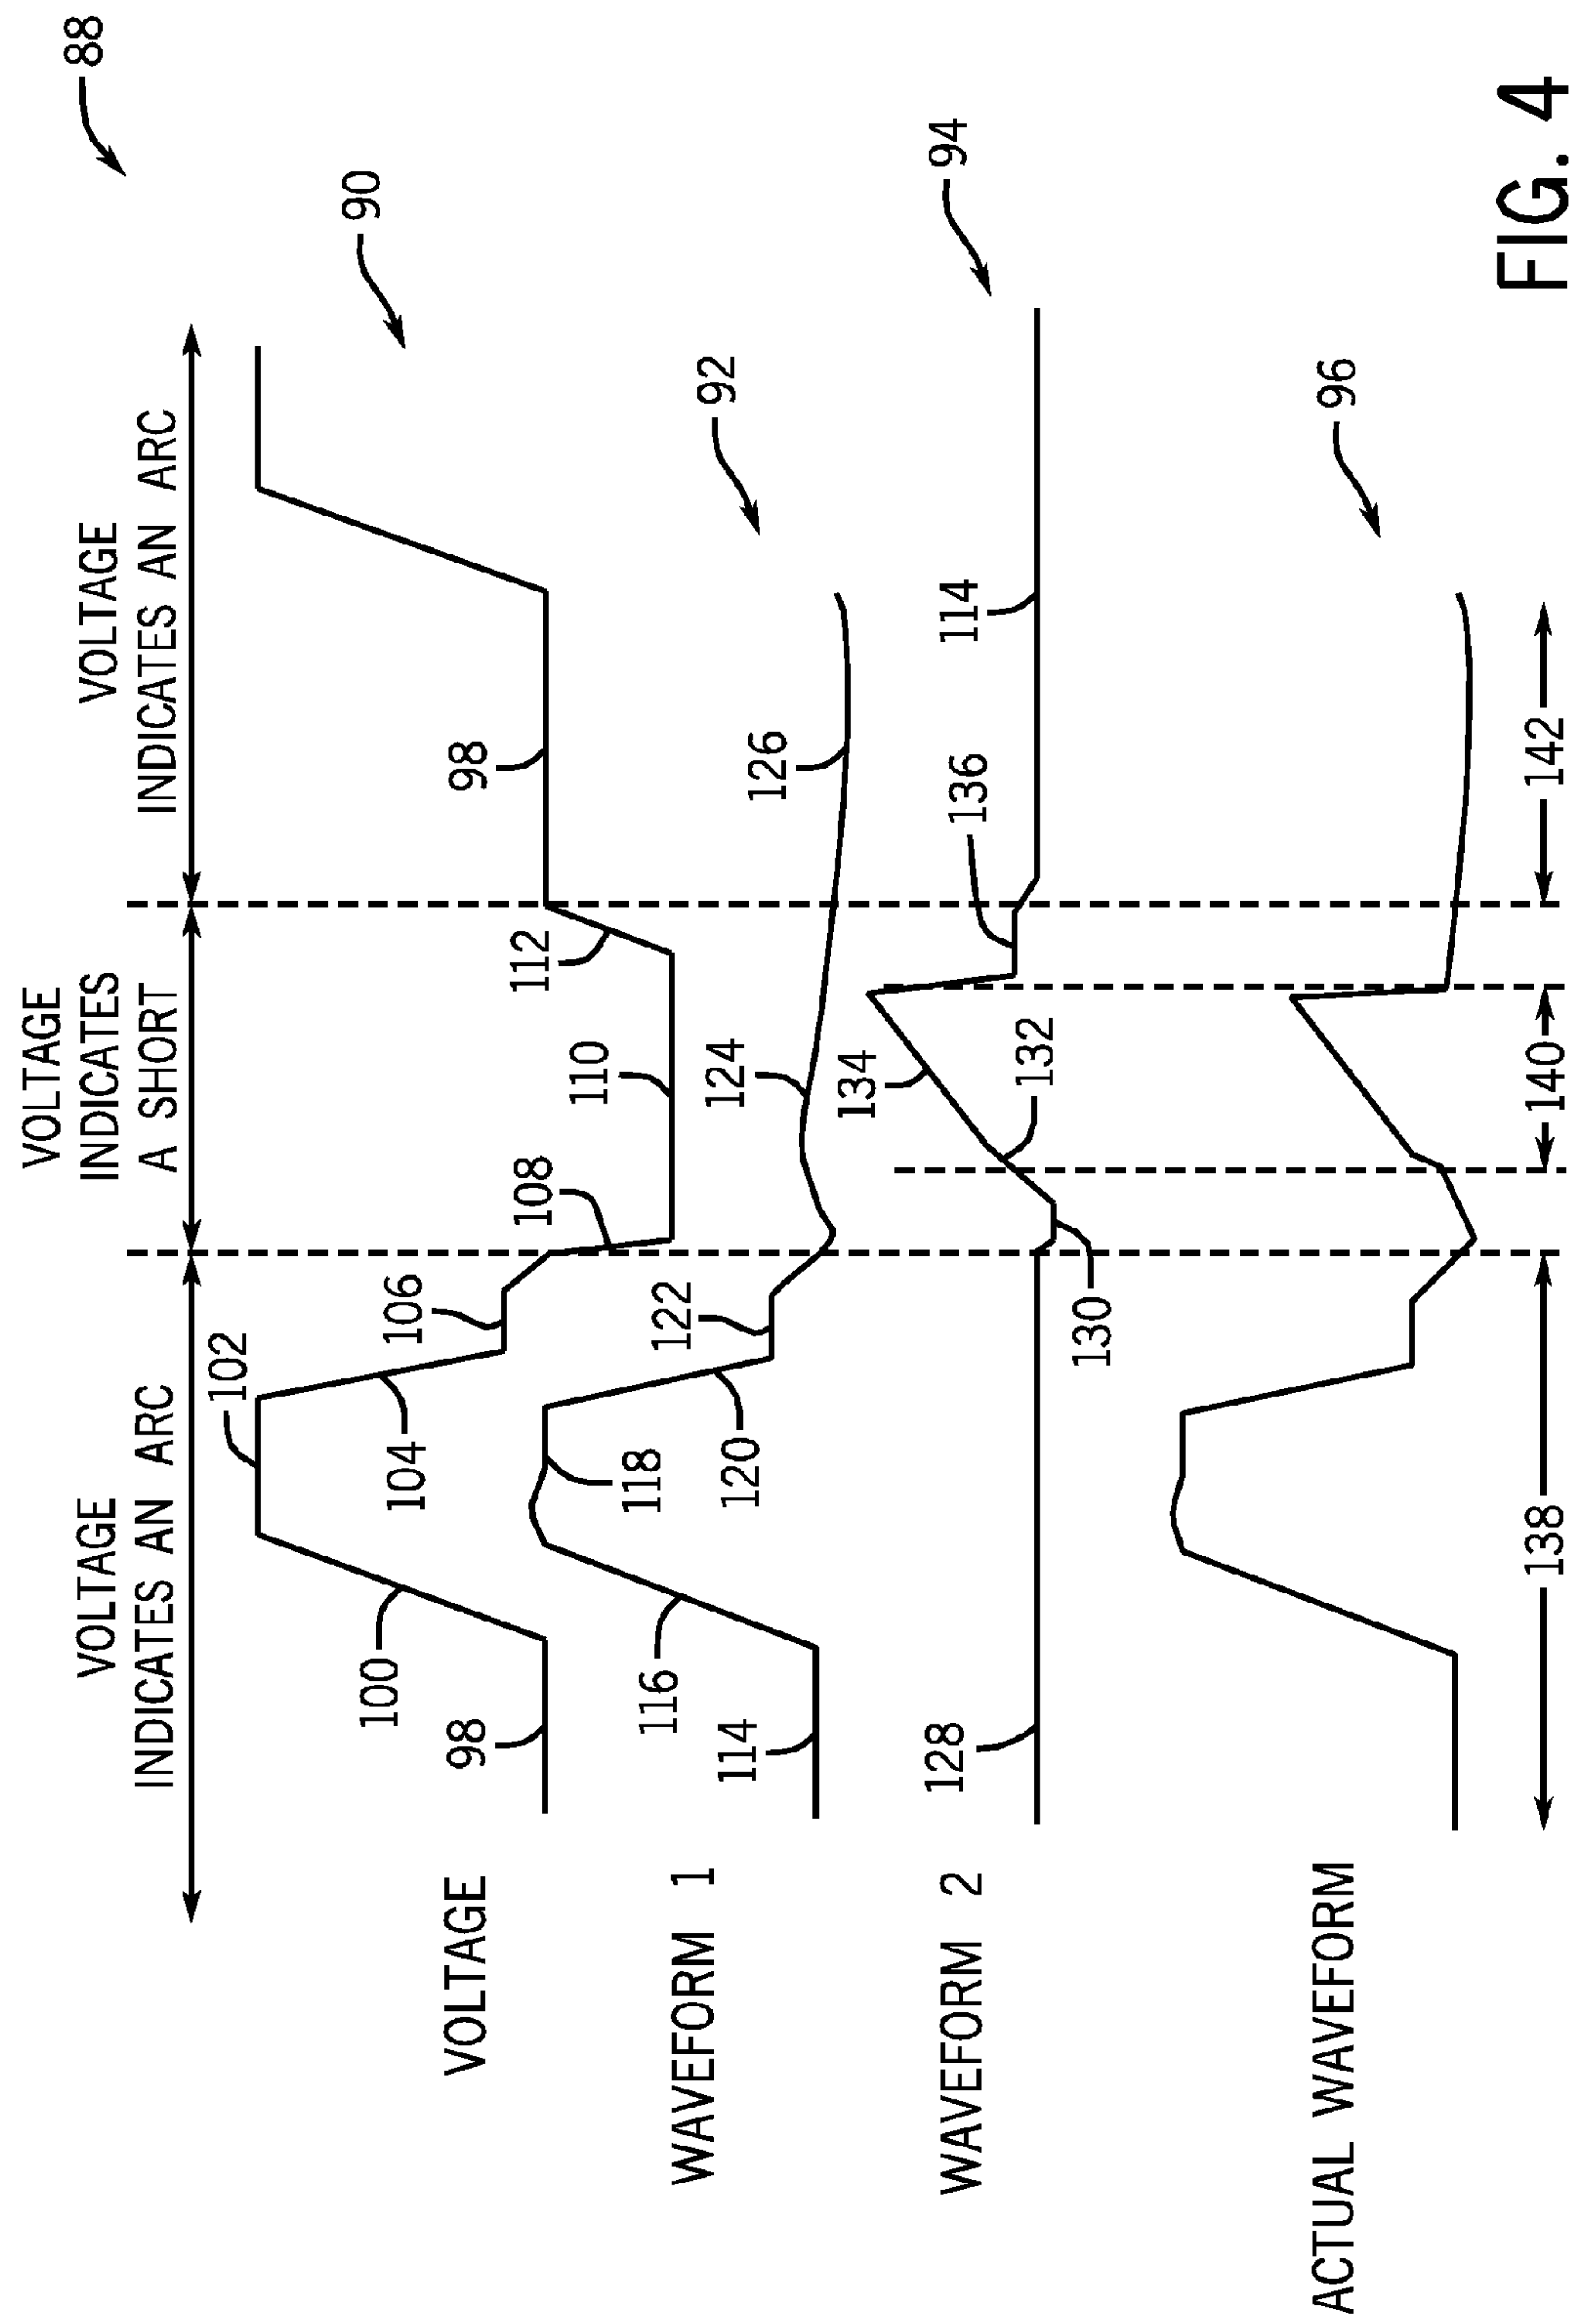 88
VOLTAGE
INDICATES AN ARC
VOLTAGE
INDICATES
A SHORT
VOLTAGE
INDICATES AN ARC
VOLTAGE
90
98
100
102
104
106
108
110
112
98
WAVEFORM 1
92
114
116
118
120
122
124
126
WAVEFORM 2
94
128
130
132
134
136
114
ACTUAL WAVEFORM
96
138
140
142
FIG. 4